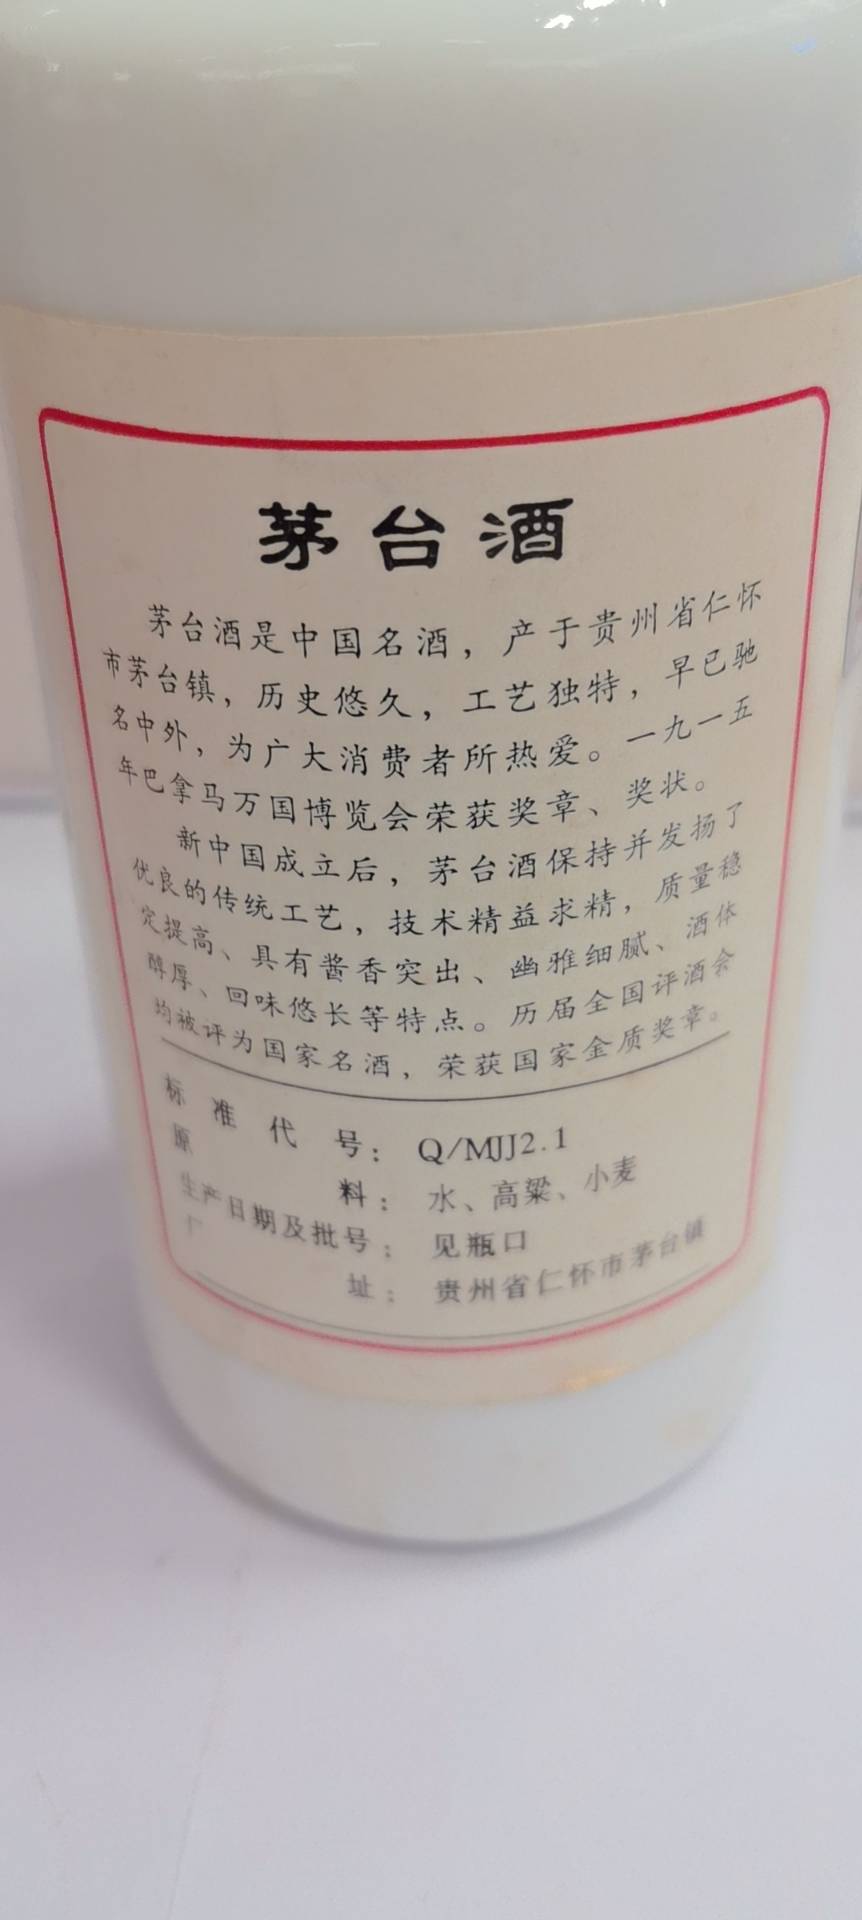 茅台酒
茅台酒是中国名酒，产于贵州省仁怀
市茅台镇，历史悠久，工艺独特，早已驰
名中外，为广大消费者所热爱。一九一五
年巴拿马万国博览会荣获奖章、奖状。
新中国成立后，茅台酒保持并发扬了
优良的传统工艺，技术精益求精，质量稳
定提高、具有酱香突出、幽雅细腻、酒体
醇厚、回味悠长等特点。历届全国评酒会
均被评为国家名酒，荣获国家金质奖章。
标准代号：Q/MJJ2.1
原料：水、高粱、小麦
生产日期及批号：见瓶口
厂址：贵州省仁怀市茅台镇